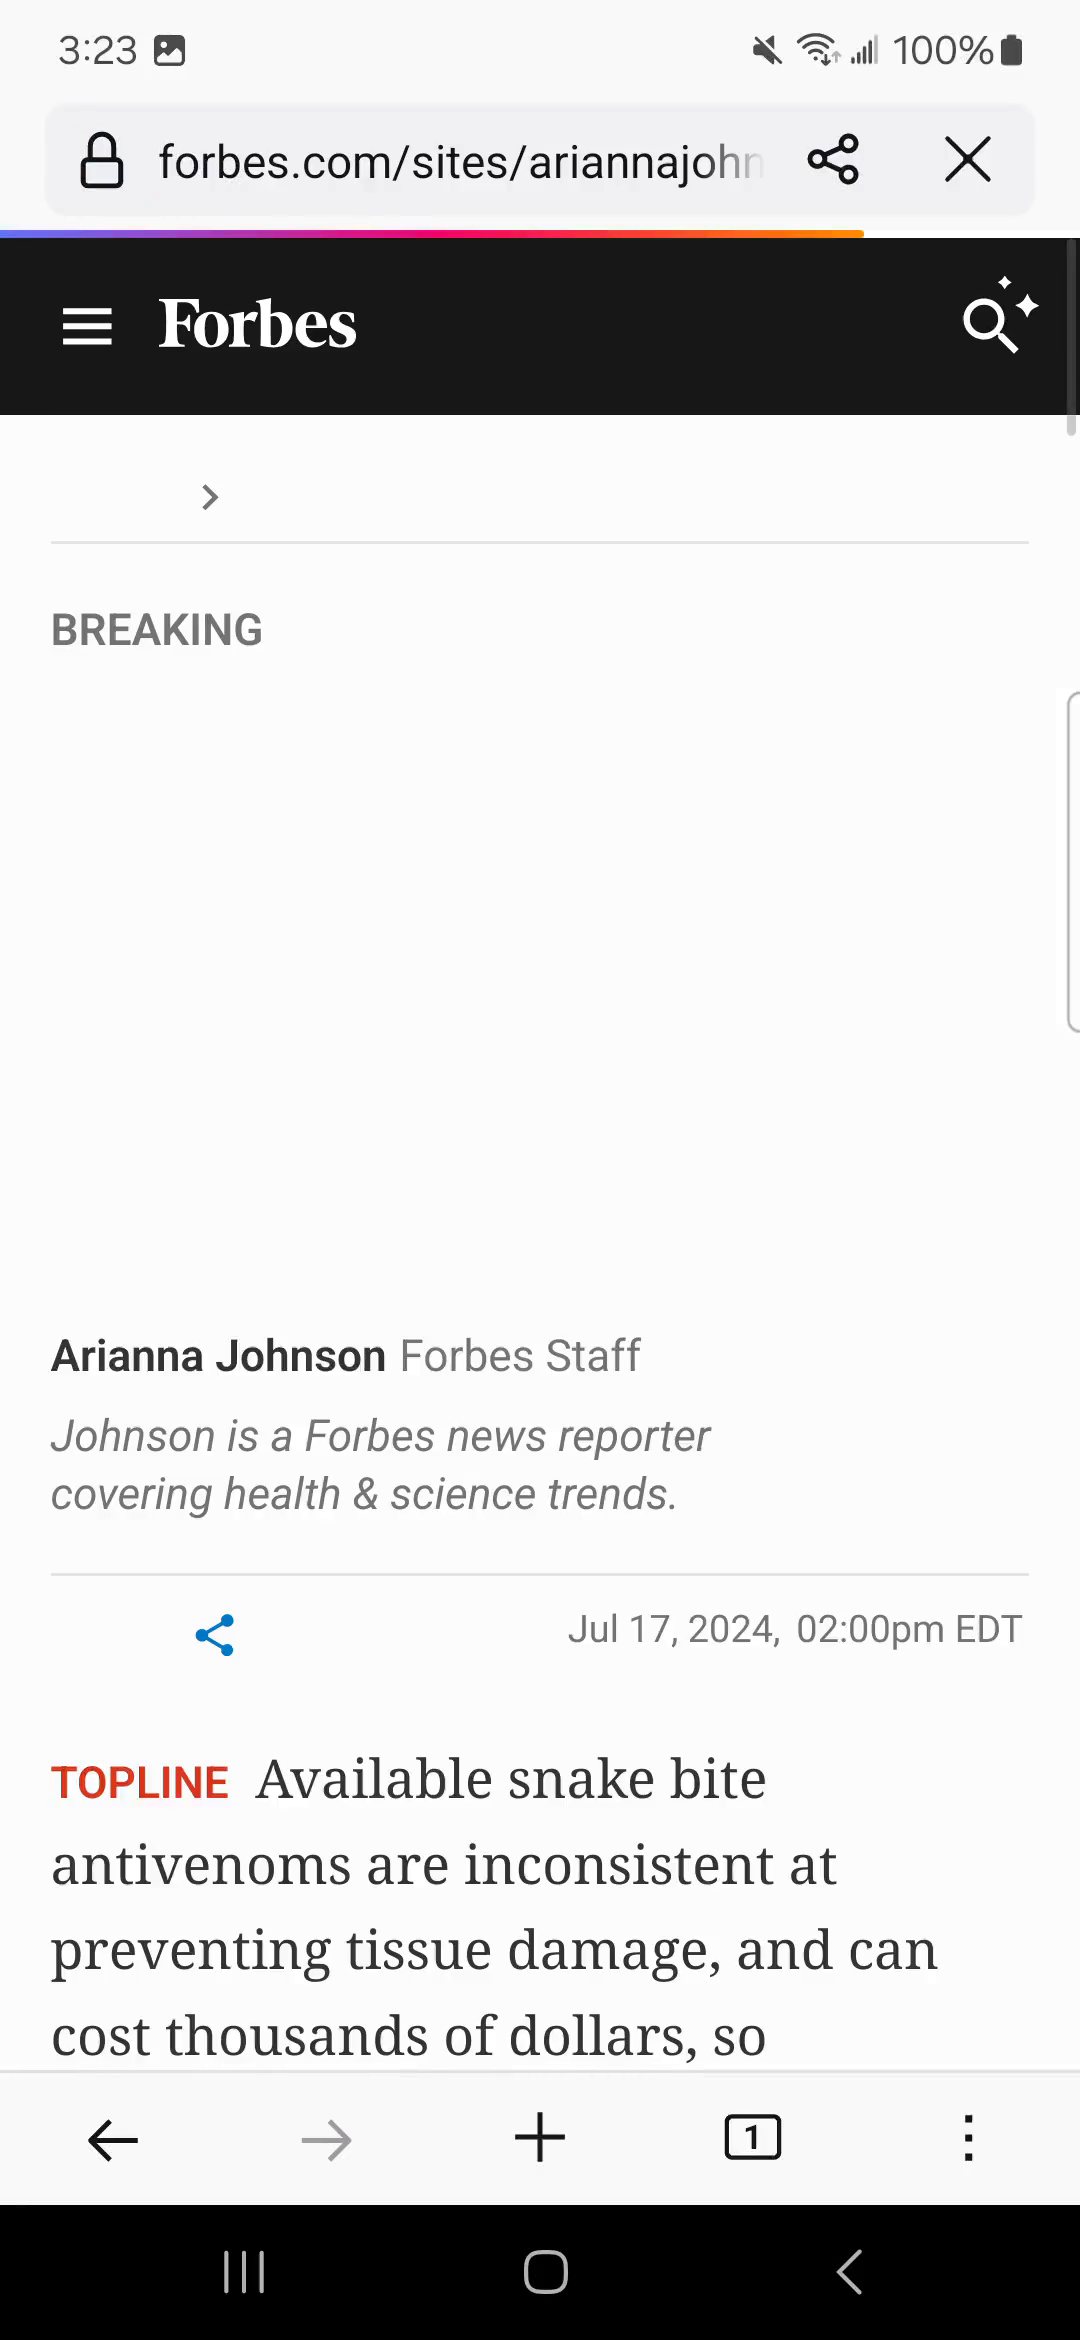 3:23
100%
forbes.com/sites/ariannajohn
Forbes
BREAKING
Arianna Johnson Forbes Staff
Johnson is a Forbes news reporter
covering health & science trends.
Jul 17, 2024, 02:00pm EDT
TOPLINE Available snake bite
antivenoms are inconsistent at
preventing tissue damage, and can
cost thousands of dollars, so
1